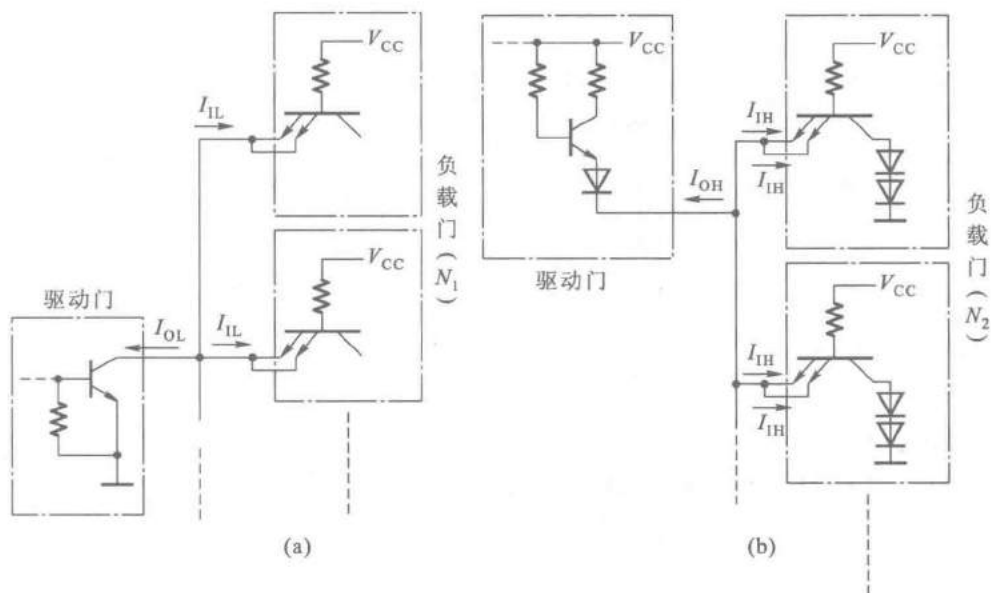 V_CC
I_IL
负载门(N_1)
V_CC
驱动门
I_OL
I_IL
(a)
V_CC
驱动门
I_OH
V_CC
I_IH
I_IH
负载门(N_2)
V_CC
I_IH
I_IH
(b)